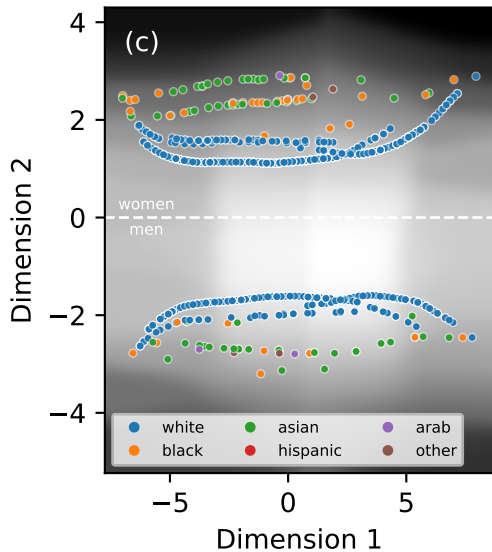 (c)
4
2
0
−2
−4
Dimension 2
women
men
white
asian
arab
black
hispanic
other
−5
0
5
Dimension 1